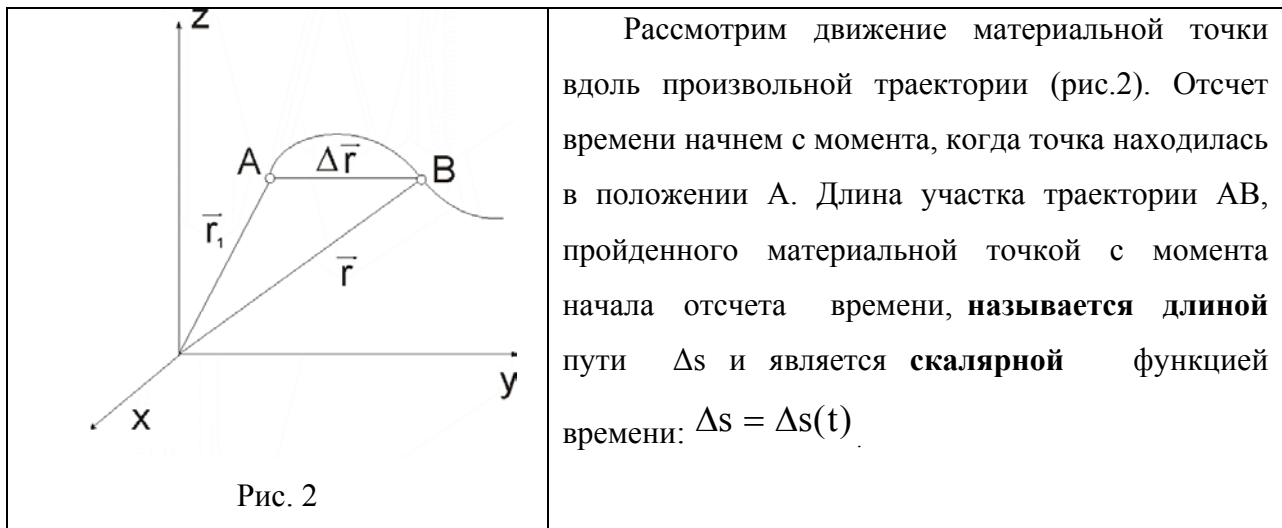 z
A
Δr⃗
B
r⃗₁
r⃗
y
x
Рис. 2
Рассмотрим движение материальной точки
вдоль произвольной траектории (рис.2). Отсчет
времени начнем с момента, когда точка находилась
в положении А. Длина участка траектории АВ,
пройденного материальной точкой с момента
начала отсчета времени, называется длиной
пути Δs и является скалярной функцией
времени: Δs = Δs(t).